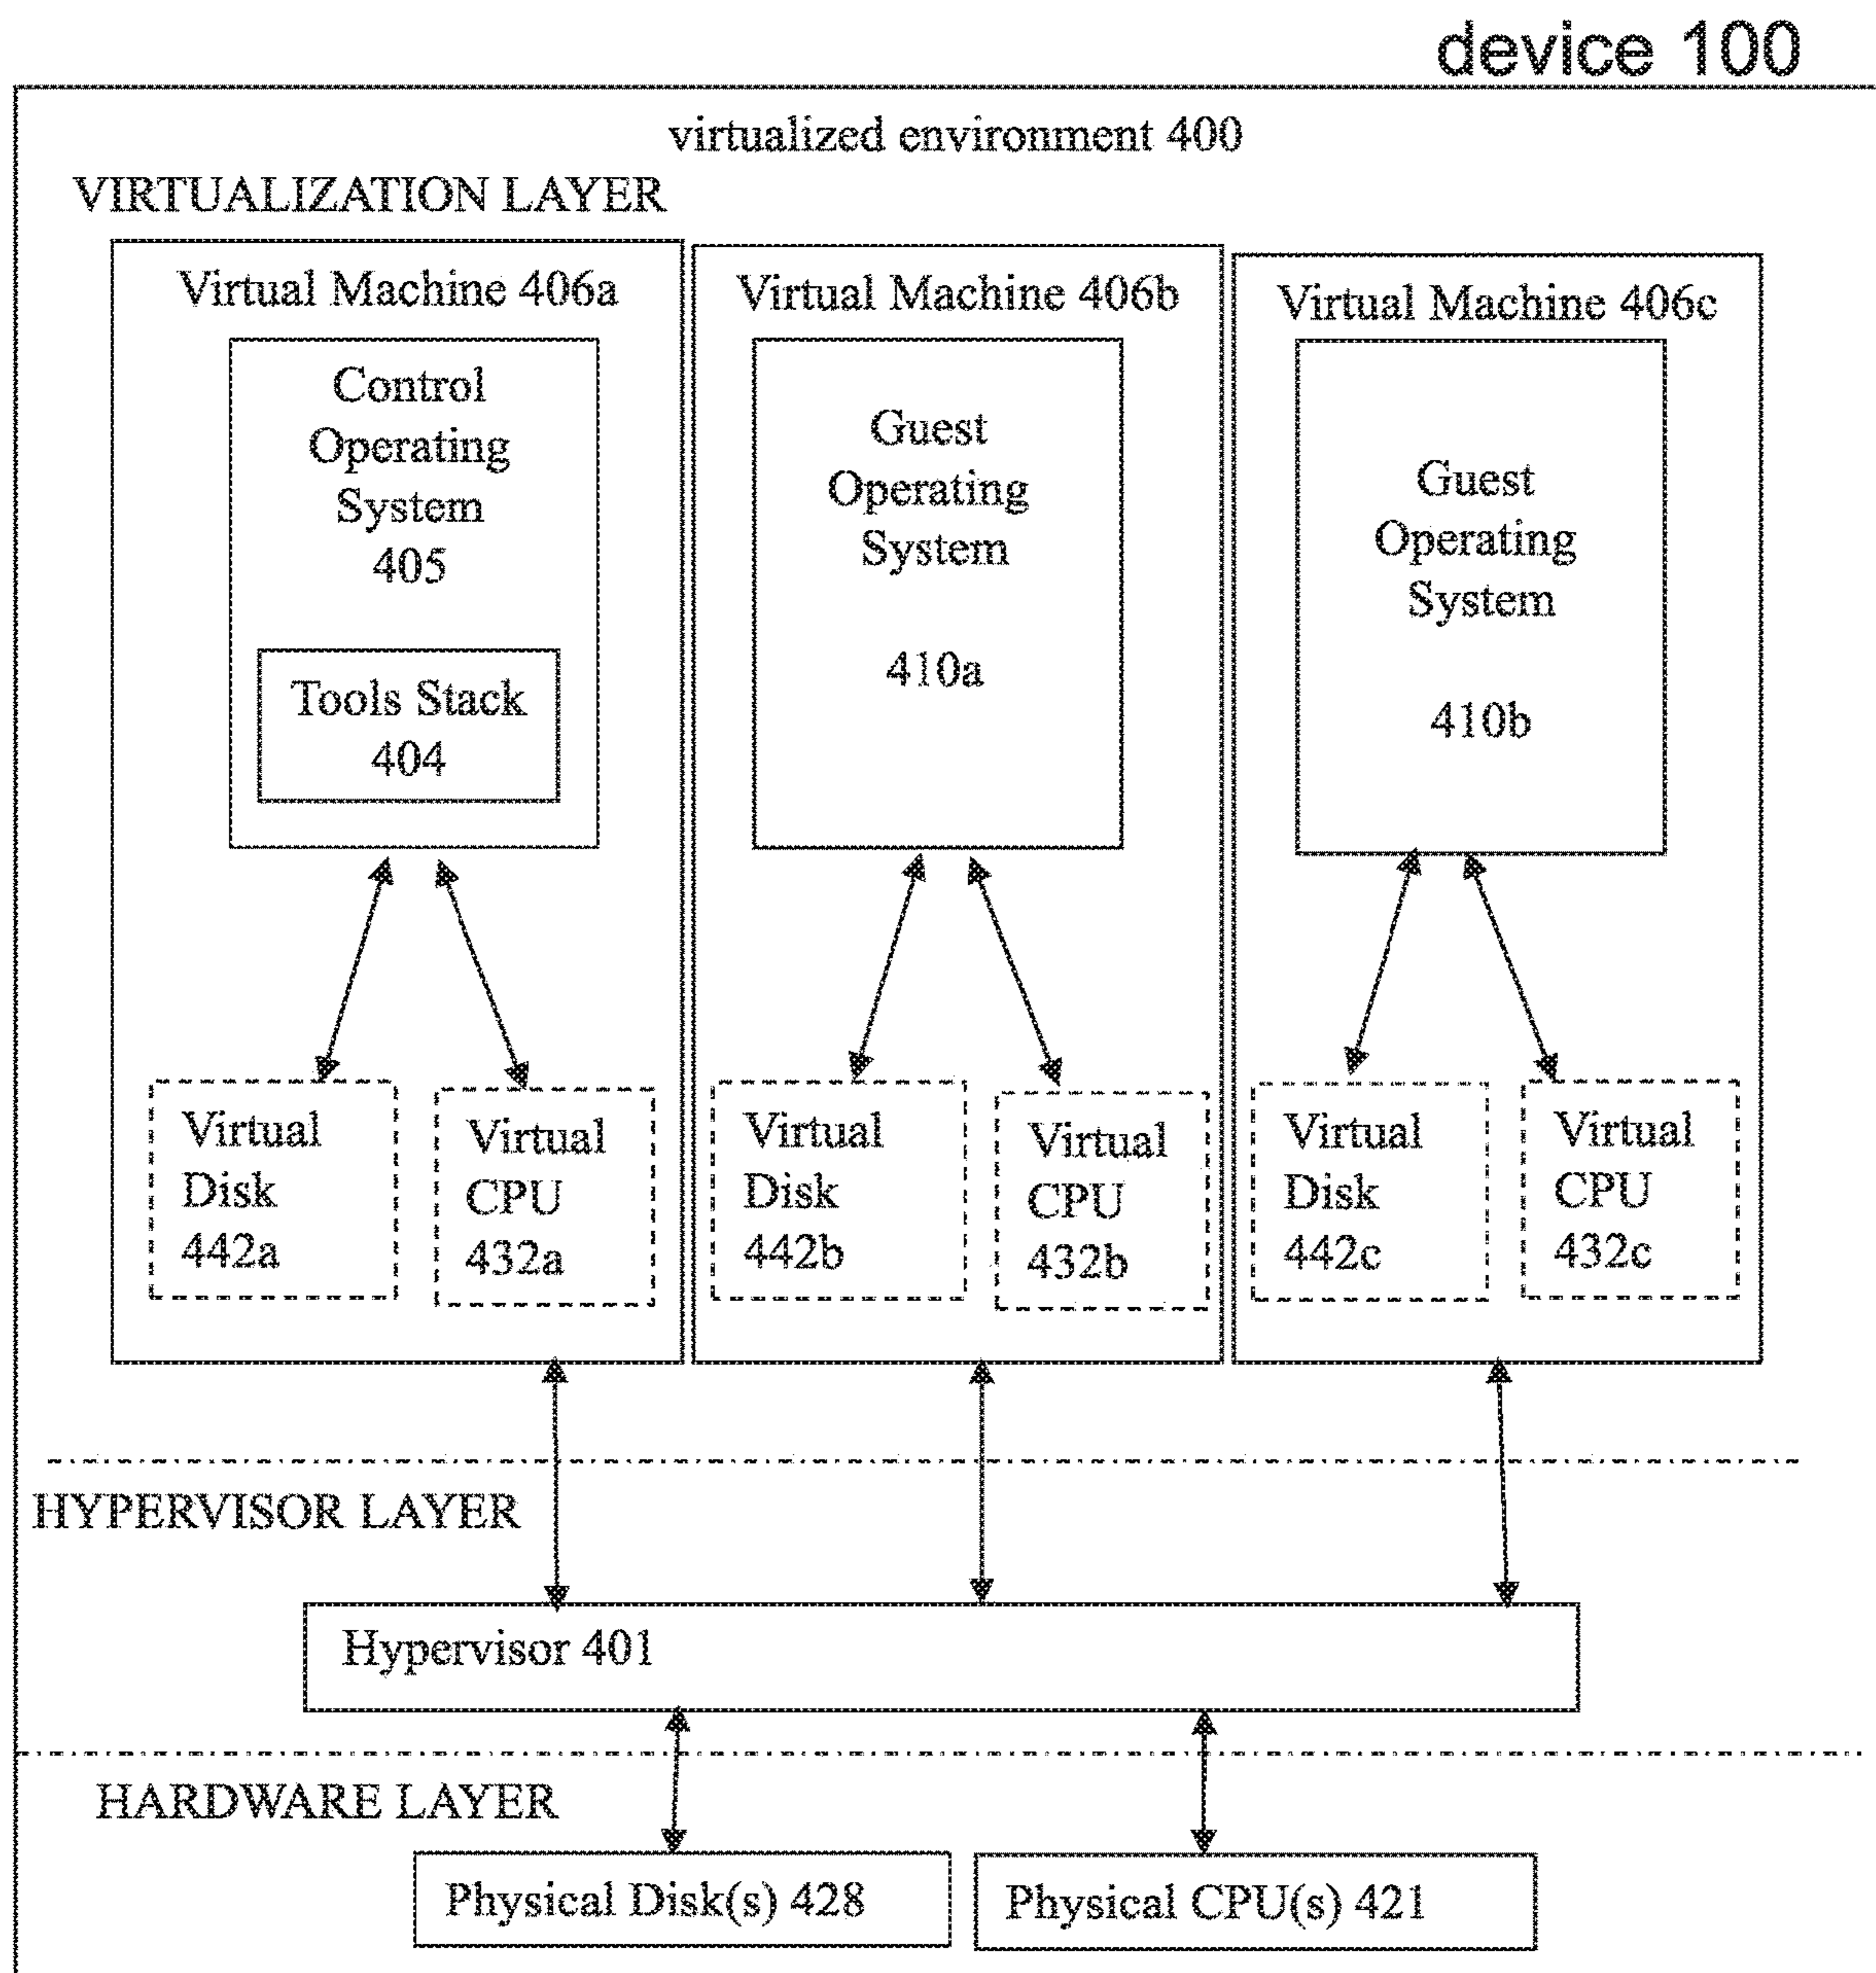 device 100
virtualized environment 400
VIRTUALIZATION LAYER
Virtual Machine 406a
Control
Operating
System
405
Tools Stack
404
Virtual
Disk
442a
Virtual
CPU
432a
Virtual Machine 406b
Guest
Operating
System
410a
Virtual
Disk
442b
Virtual
CPU
432b
Virtual Machine 406c
Guest
Operating
System
410b
Virtual
Disk
442c
Virtual
CPU
432c
HYPERVISOR LAYER
Hypervisor 401
HARDWARE LAYER
Physical Disk(s) 428
Physical CPU(s) 421